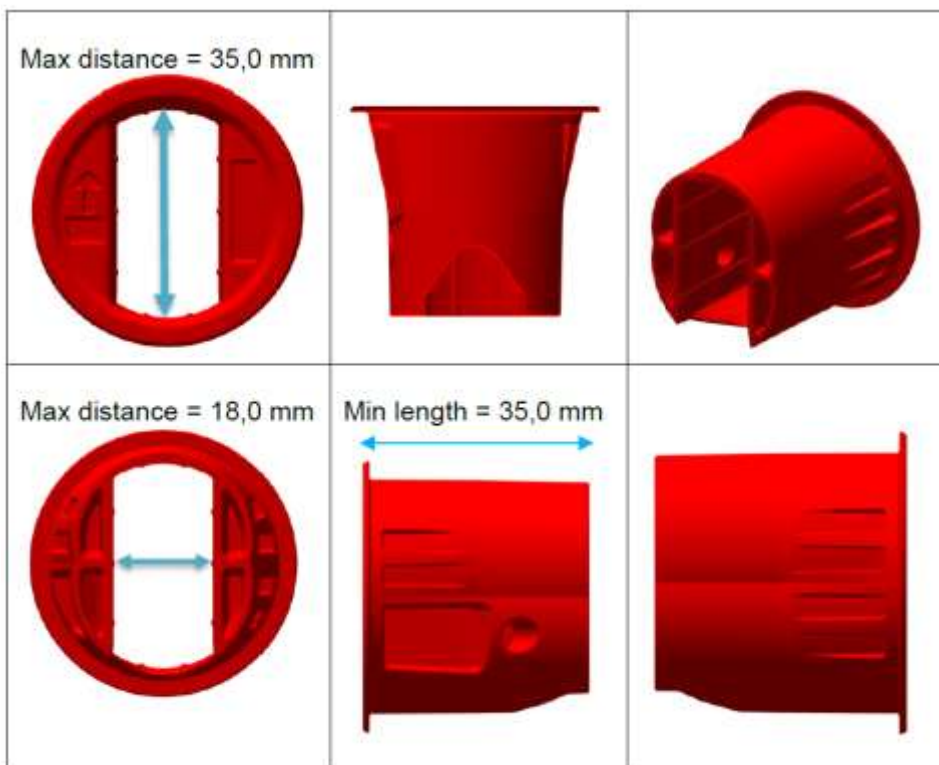 Max distance = 35,0 mm
Max distance = 18,0 mm
Min length = 35,0 mm